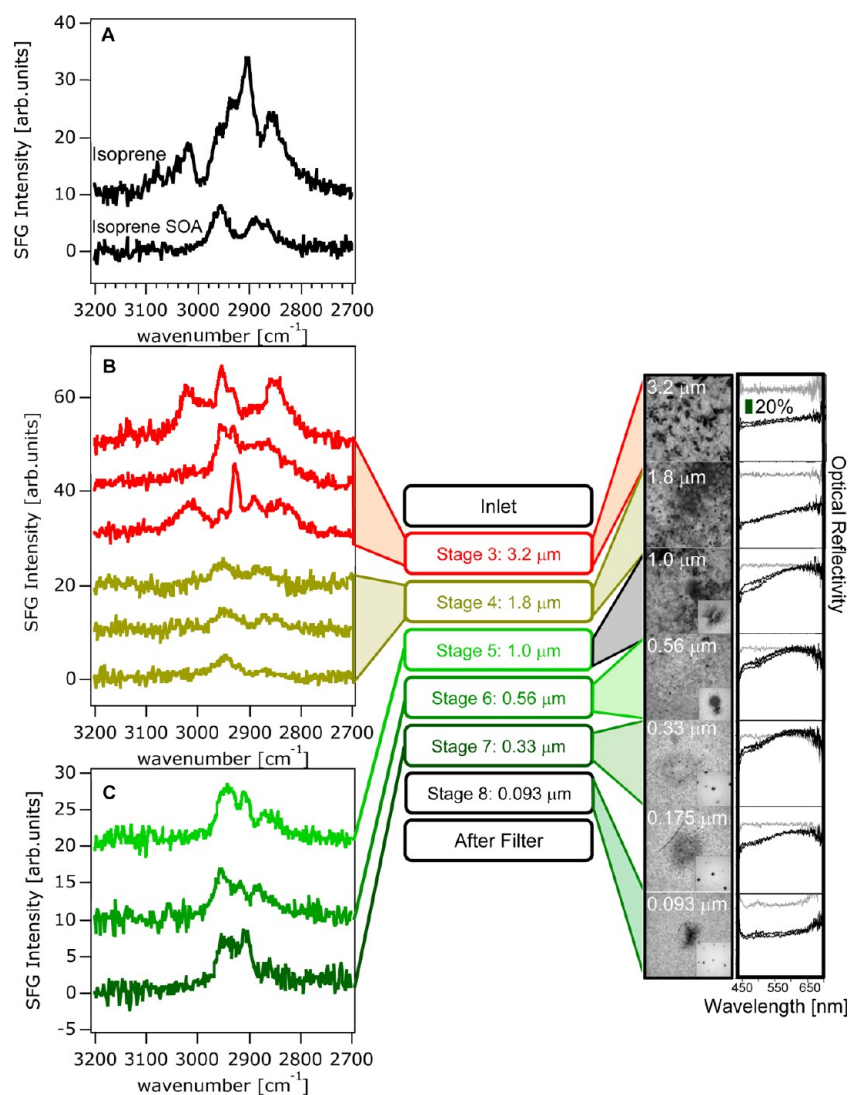 A
40
30
20
10
0
SFG Intensity [arb.units]
Isoprene
Isoprene SOA
3200 3100 3000 2900 2800 2700
wavenumber [cm-1]
B
60
40
20
0
SFG Intensity [arb.units]
3200 3100 3000 2900 2800 2700
wavenumber [cm-1]
C
30
25
20
15
10
5
0
-5
SFG Intensity [arb.units]
3200 3100 3000 2900 2800 2700
wavenumber [cm-1]
Inlet
Stage 3: 3.2 μm
Stage 4: 1.8 μm
Stage 5: 1.0 μm
Stage 6: 0.56 μm
Stage 7: 0.33 μm
Stage 8: 0.093 μm
After Filter
3.2 μm
1.8 μm
1.0 μm
0.56 μm
0.33 μm
0.175 μm
0.093 μm
20%
Optical Reflectivity
450 550 650
Wavelength [nm]